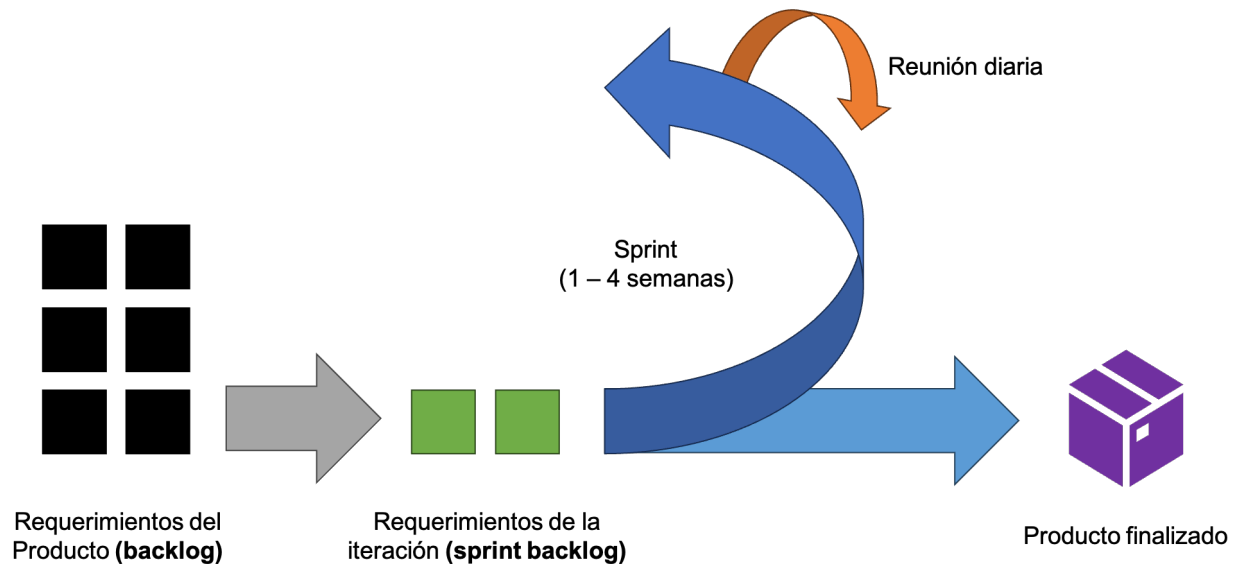 Reunión diaria
Sprint
(1 – 4 semanas)
Requerimientos del
Producto (backlog)
Requerimientos de la
iteración (sprint backlog)
Producto finalizado